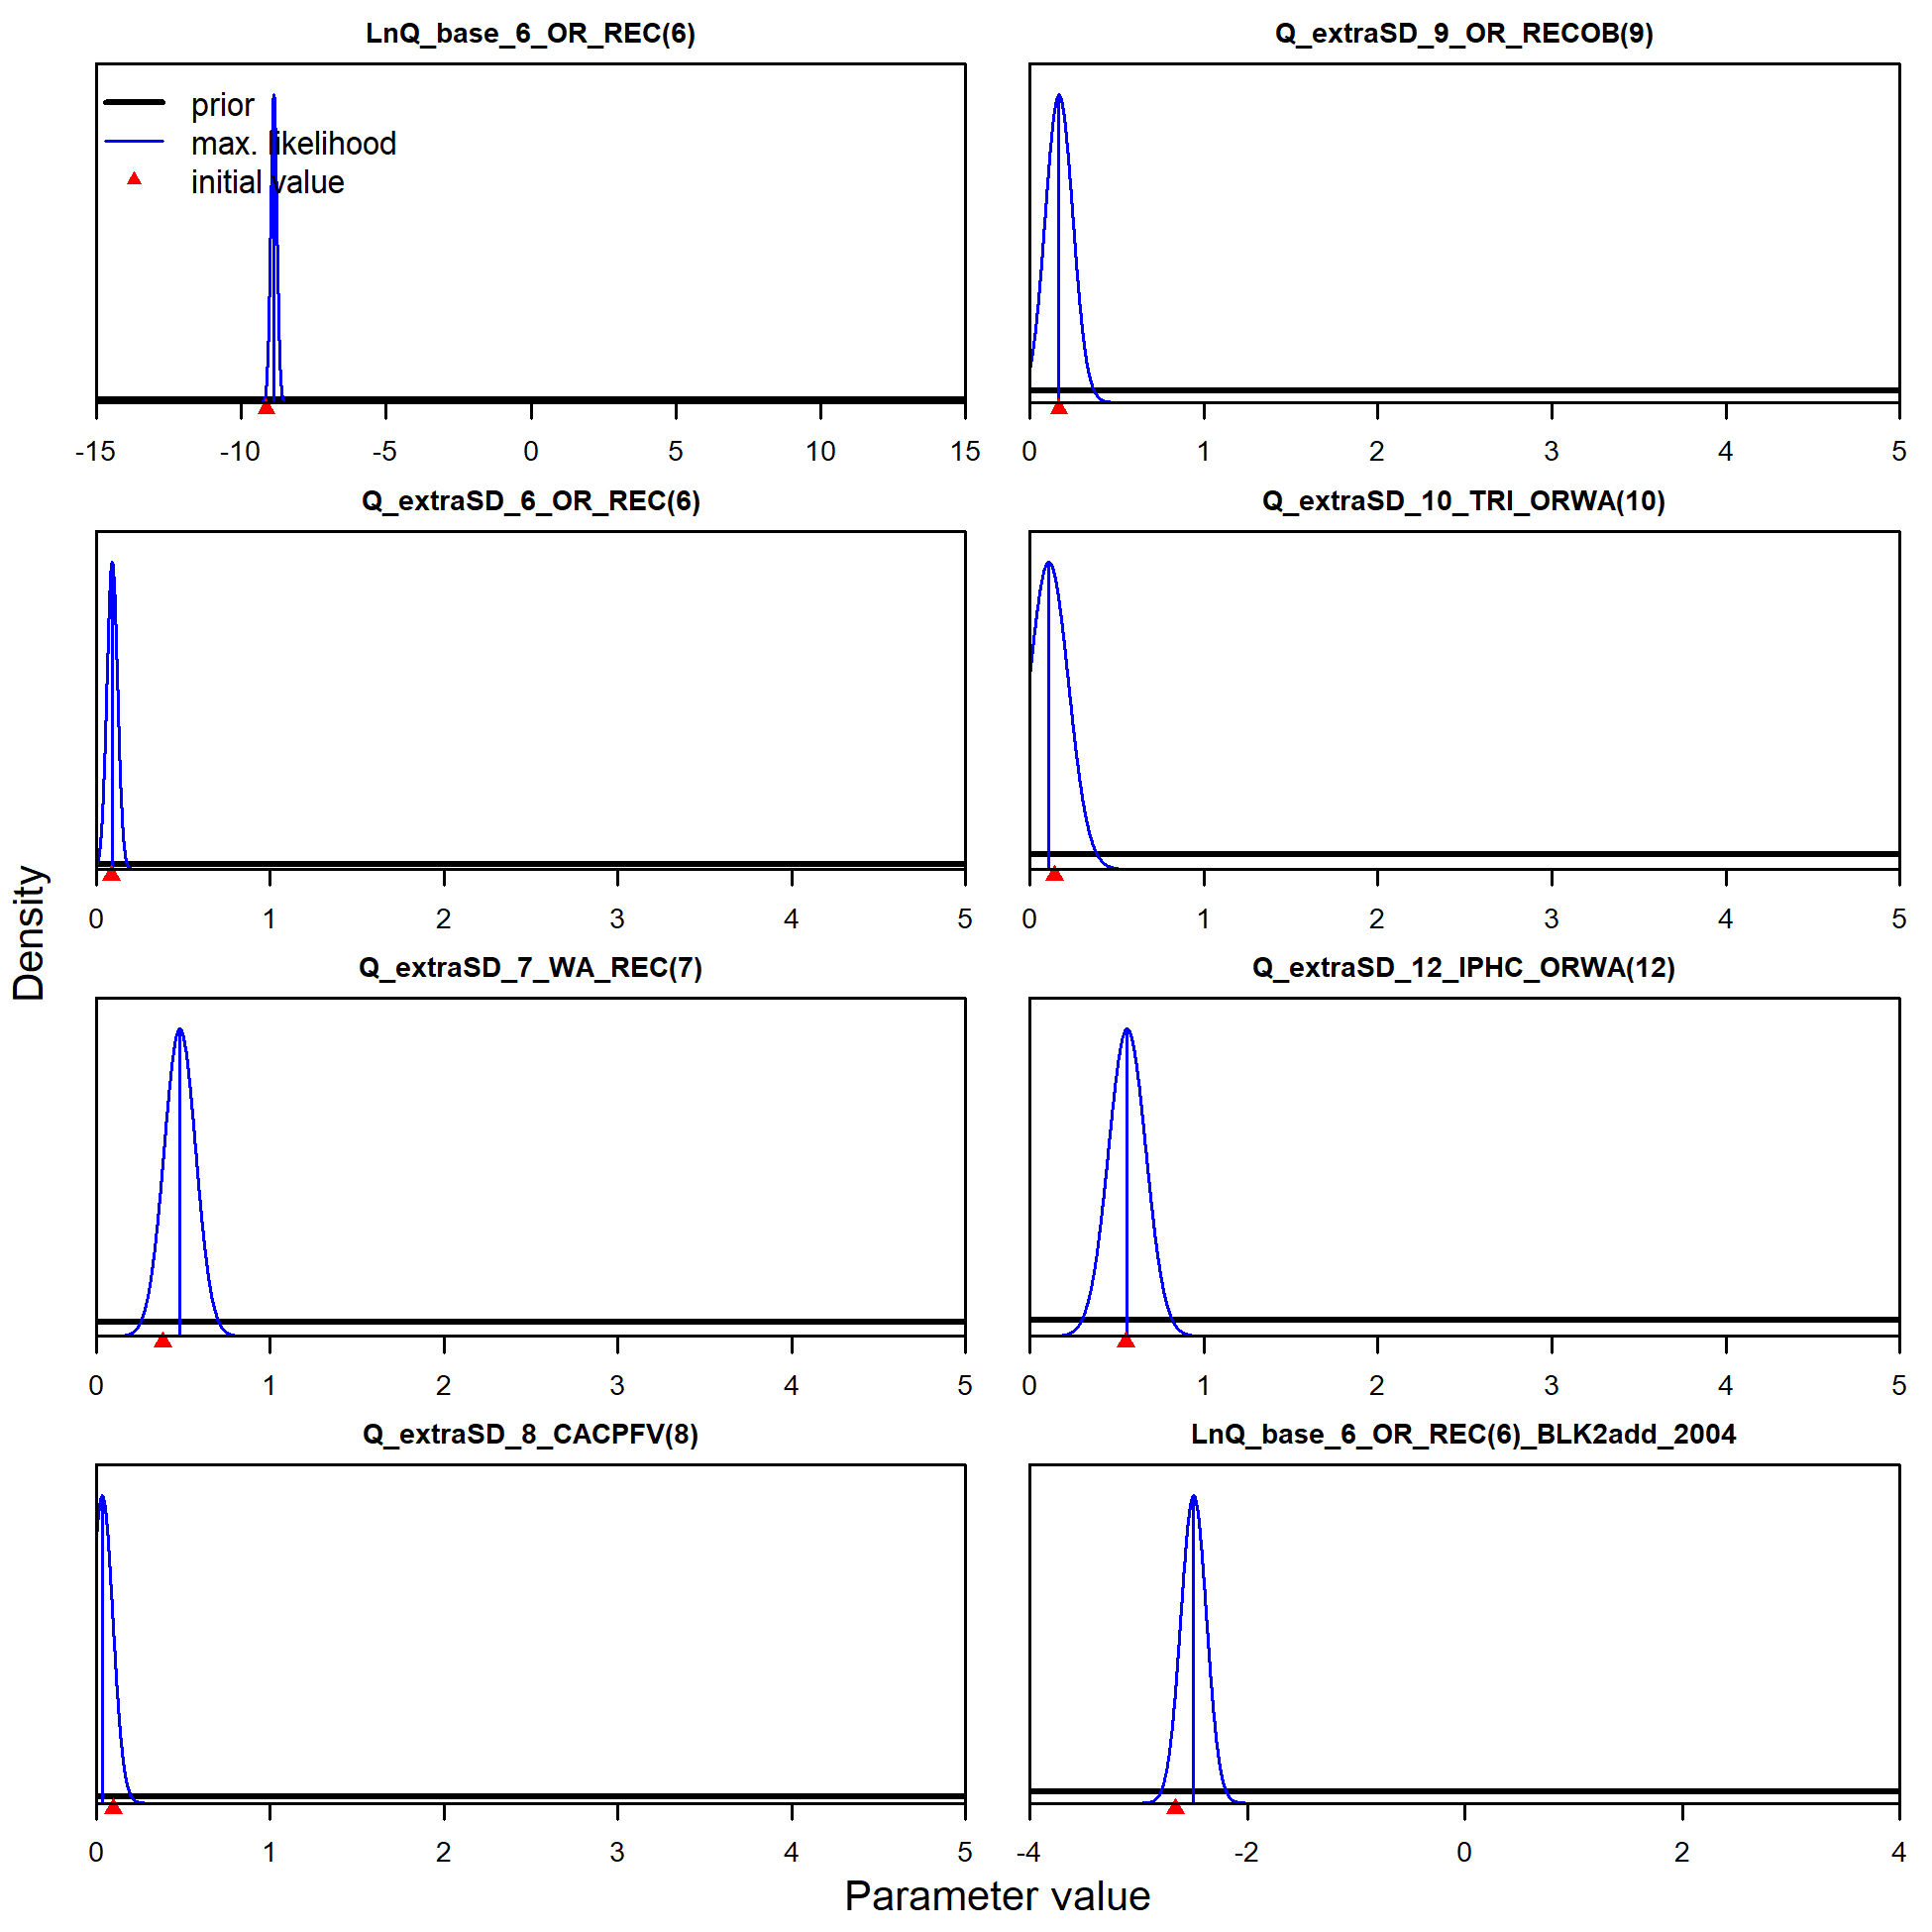 LnQ_base_6_OR_REC(6)
prior
max. likelihood
initial value
-15 -10 -5 0 5 10 15
Q_extraSD_9_OR_RECOB(9)
0 1 2 3 4 5
Q_extraSD_6_OR_REC(6)
0 1 2 3 4 5
Q_extraSD_10_TRI_ORWA(10)
0 1 2 3 4 5
Density
Q_extraSD_7_WA_REC(7)
0 1 2 3 4 5
Q_extraSD_12_IPHC_ORWA(12)
0 1 2 3 4 5
Q_extraSD_8_CACPFV(8)
0 1 2 3 4 5
LnQ_base_6_OR_REC(6)_BLK2add_2004
-4 -2 0 2 4
Parameter value